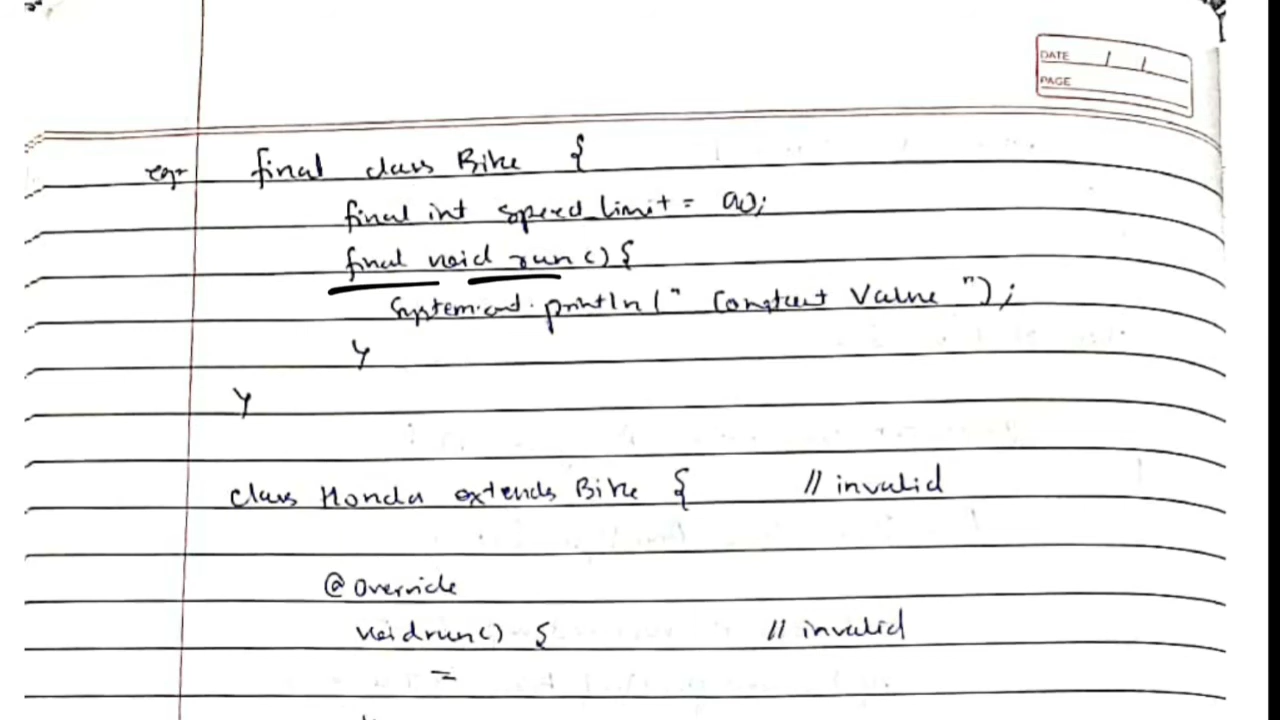 DATE / /
PAGE
eg:- final class Bike {
final int speed_limit = 90;
final void run() {
System.out.println(" Constant Value ");
}
}
class Honda extends Bike { // invalid
@Override
void run() { // invalid
=